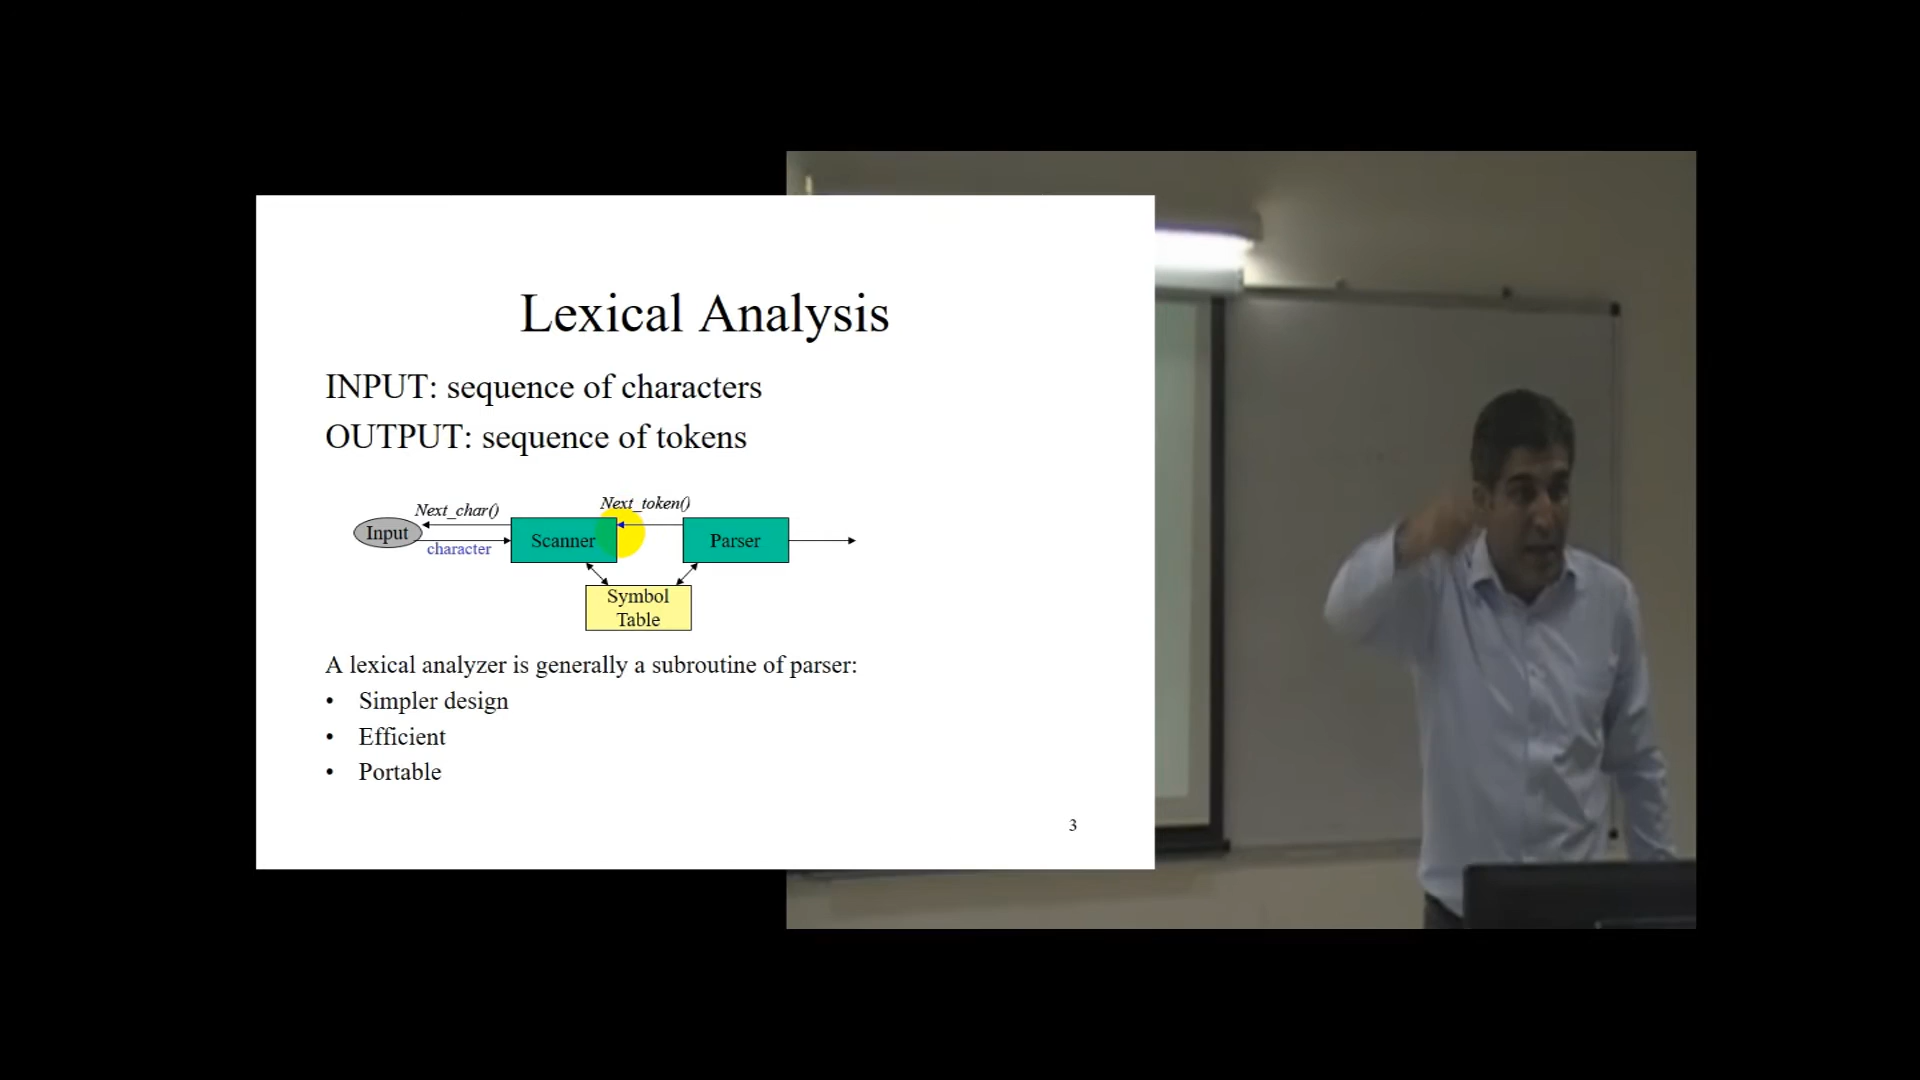 Lexical Analysis
INPUT: sequence of characters
OUTPUT: sequence of tokens
Next_char()
Next_token()
Input
character
Scanner
Parser
Symbol
Table
A lexical analyzer is generally a subroutine of parser:
• Simpler design
• Efficient
• Portable
3